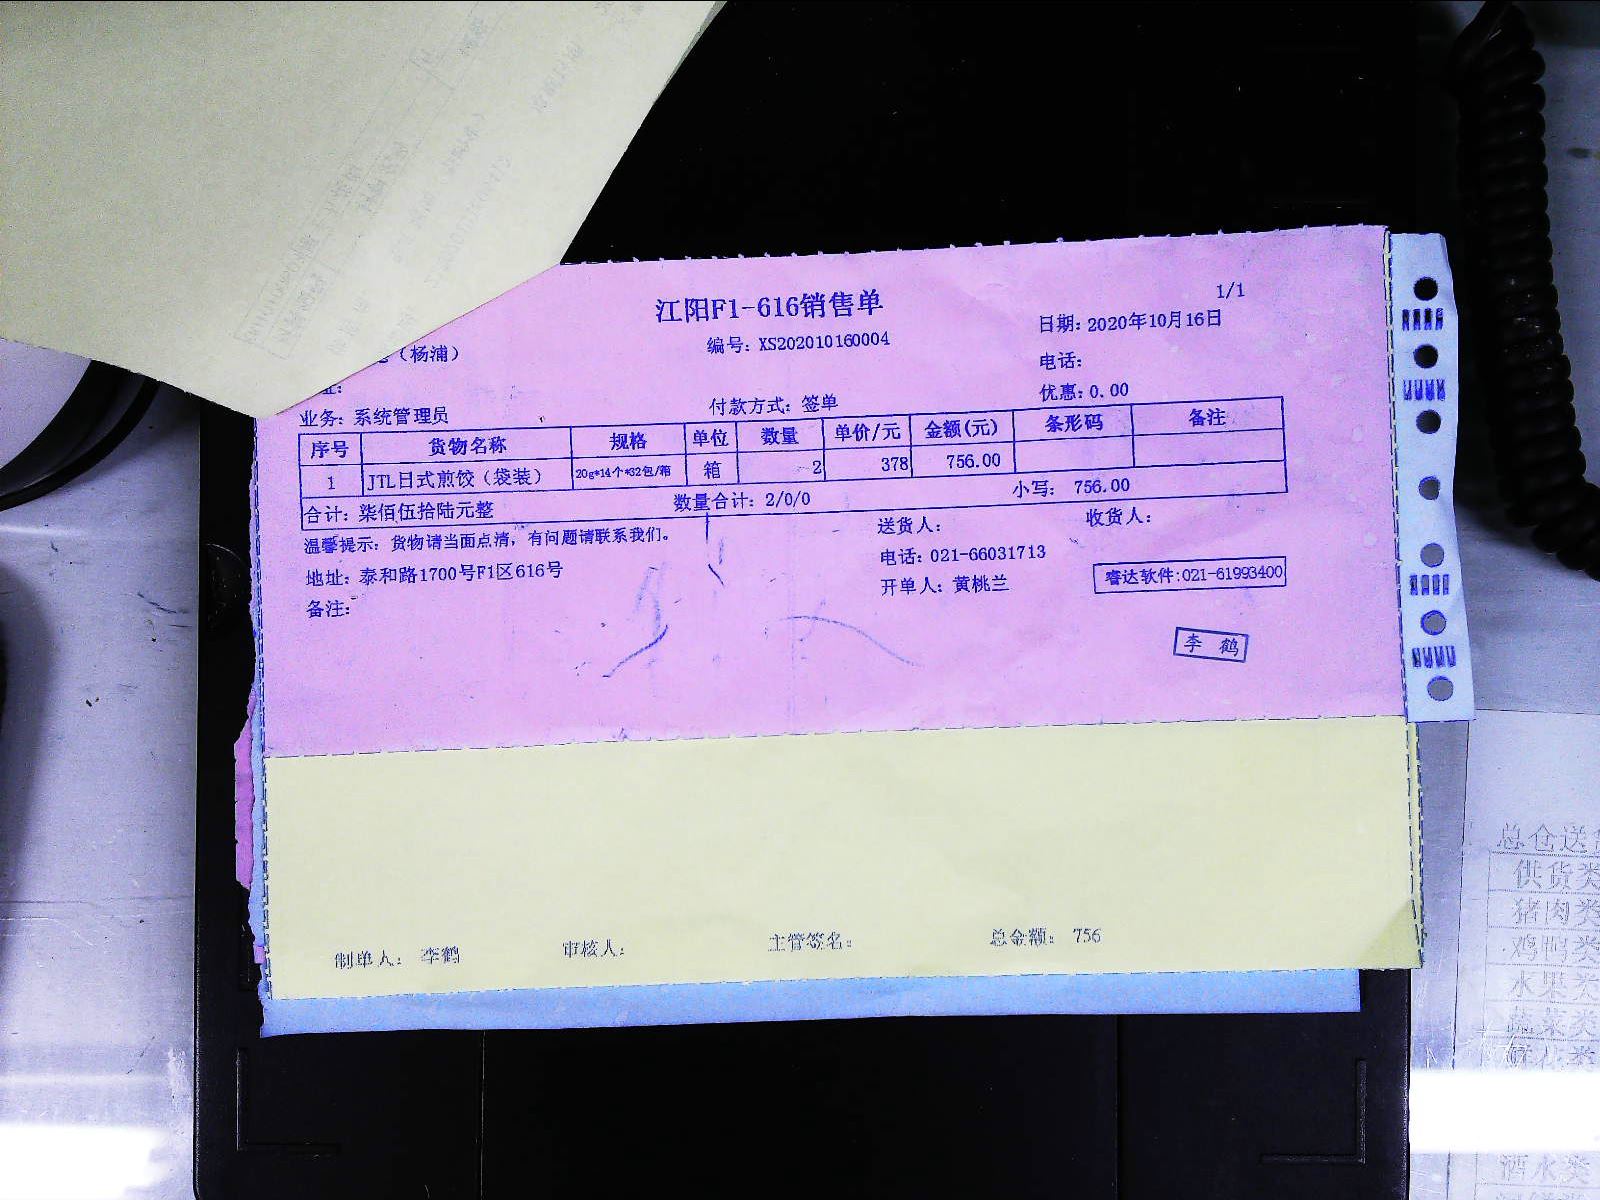 江阳F1-616销售单
1/1
(杨浦)
编号: XS202010160004
日期: 2020年10月16日
电话:
业务: 系统管理员
付款方式: 签单
优惠: 0.00
序号 货物名称 规格 单位 数量 单价/元 金额(元) 条形码 备注
1 JTL日式煎饺(袋装) 20g*14个*32包/箱 箱 2 378 756.00
合计: 柒佰伍拾陆元整 数量合计: 2/0/0 小写: 756.00
温馨提示: 货物请当面点清, 有问题请联系我们。
送货人: 收货人:
地址: 泰和路1700号F1区616号
电话: 021-66031713
备注:
开单人: 黄桃兰
睿达软件:021-61993400
李 鹤
制单人: 李鹤 审核人: 主管签名: 总金额: 756
总仓送
供货类
猪肉类
鸡鸭类
水果类
蔬菜类
酒水类